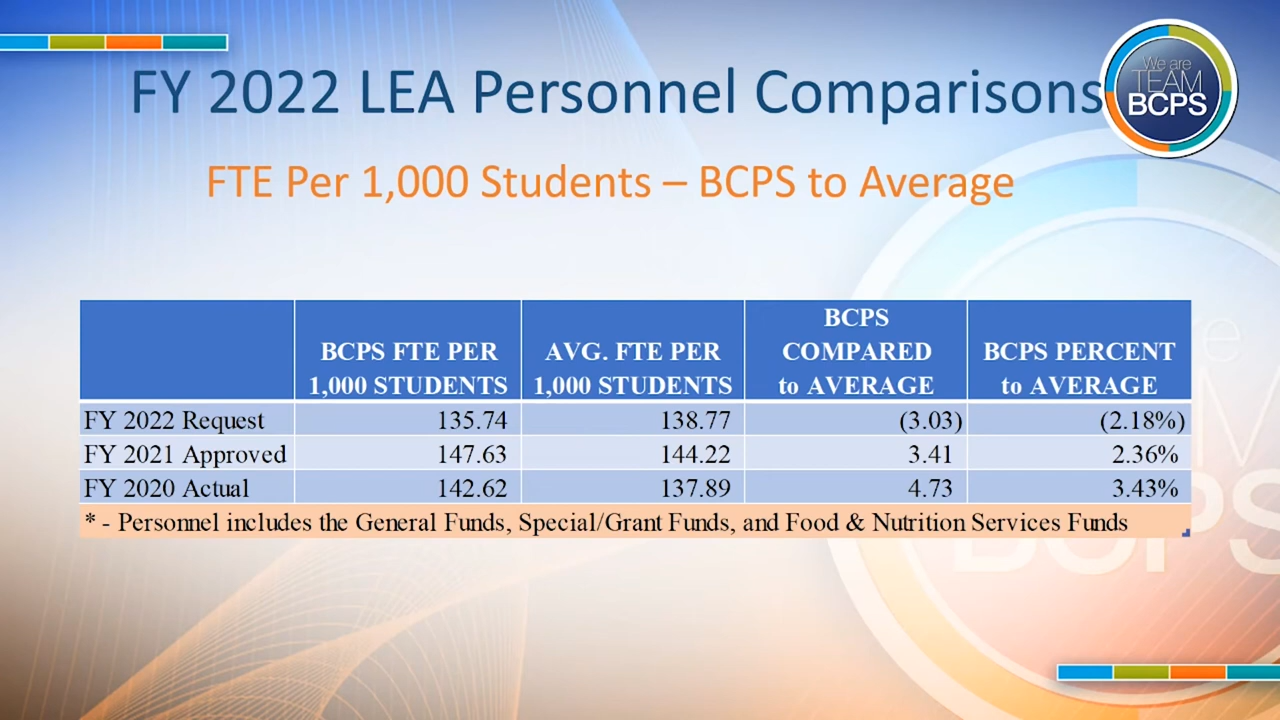 FY 2022 LEA Personnel Comparisons
We are
TEAM
BCPS
FTE Per 1,000 Students – BCPS to Average
BCPS FTE PER 1,000 STUDENTS
AVG. FTE PER 1,000 STUDENTS
BCPS COMPARED to AVERAGE
BCPS PERCENT to AVERAGE
FY 2022 Request 135.74 138.77 (3.03) (2.18%)
FY 2021 Approved 147.63 144.22 3.41 2.36%
FY 2020 Actual 142.62 137.89 4.73 3.43%
* - Personnel includes the General Funds, Special/Grant Funds, and Food & Nutrition Services Funds